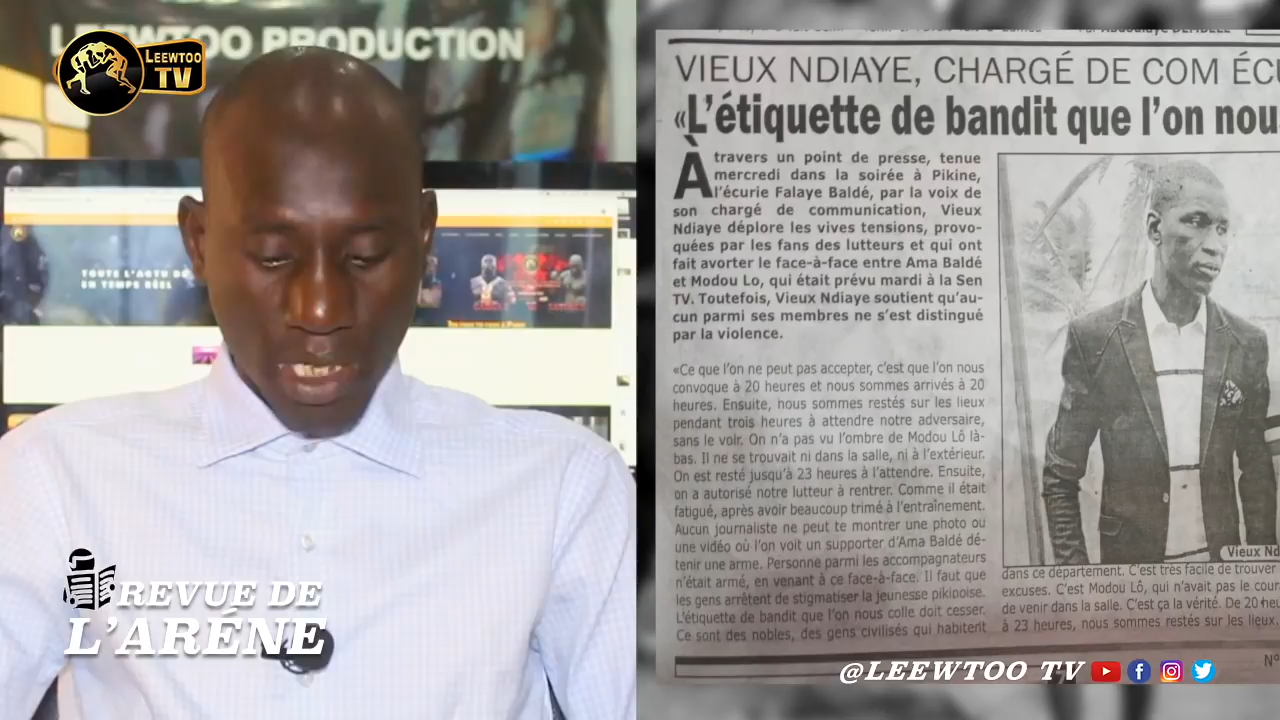 LEEWTOO PRODUCTION
LEEWTOO
TV
TOUTE L'ACTU DE
EN TEMPS RÉEL
REVUE DE
L'ARÉNE
VIEUX NDIAYE, CHARGÉ DE COM
«L'étiquette de bandit que l'on
À travers un point de presse, tenue
mercredi dans la soirée à Pikine,
l'écurie Falaye Baldé, par la voix de
son chargé de communication, Vieux
Ndiaye déplore les vives tensions, provo-
quées par les fans des lutteurs et qui ont
fait avorter le face-à-face entre Ama Baldé
et Modou Lo, qui était prévu mardi à la Sen
TV. Toutefois, Vieux Ndiaye soutient qu'au-
cun parmi ses membres ne s'est distingué
par la violence.
«Ce que l'on ne peut pas accepter, c'est que l'on nous
convoque à 20 heures et nous sommes arrivés à 20
heures. Ensuite, nous sommes restés sur les lieux
pendant trois heures à attendre notre adversaire,
sans le voir. On n'a pas vu l'ombre de Modou Lô là-
bas. Il ne se trouvait ni dans la salle, ni à l'extérieur.
On est resté jusqu'à 23 heures à l'attendre. Ensuite,
on a autorisé notre lutteur à rentrer. Comme il était
fatigué, après avoir beaucoup trimé à l'entraînement.
Aucun journaliste ne peut te montrer une photo ou
une vidéo où l'on voit un supporter d'Ama Baldé dé-
tenir une arme. Personne parmi les accompagnateurs
n'était armé, en venant à ce face-à-face. Il faut que
les gens arrêtent de stigmatiser la jeunesse pikinoise.
L'étiquette de bandit que l'on nous colle doit cesser.
Ce sont des nobles, des gens civilisés qui habitent
Vieux
dans ce département. C'est très facile de trouver
excuses. C'est Modou Lô, qui n'avait pas le
de venir dans la salle. C'est ça la vérité. De 20
à 23 heures, nous sommes restés sur les lieux.
N°
@LEEWTOO TV